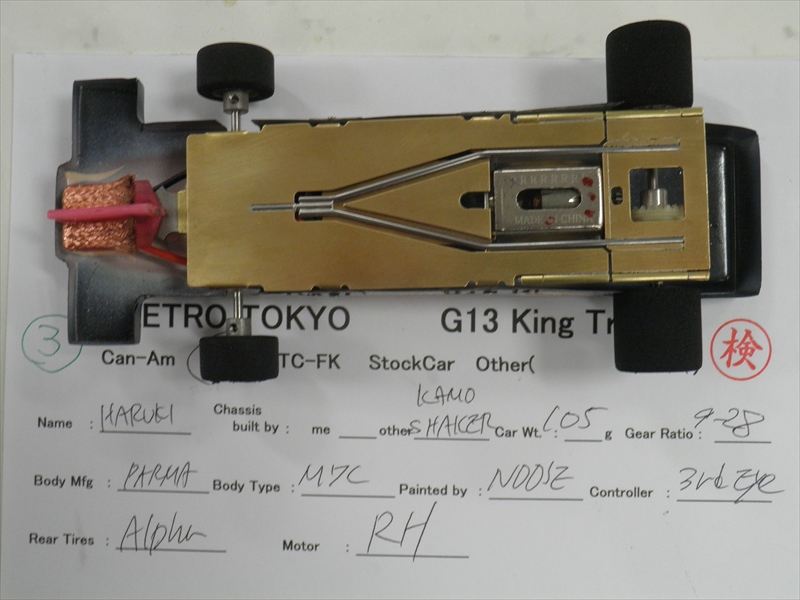 ARRRRRRR
MADE IN CHINA
3
ETRO TOKYO G13 King Tr
検
Can-Am TC-FK StockCar Other(
Name : HARUKI Chassis built by : me other KAMO SHAKER Car Wt. : 105 g Gear Ratio : 9-28
Body Mfg : PARMA Body Type : M7C Painted by : NOOSE Controller : 3rd Eye
Rear Tires : Alpha Motor : RH